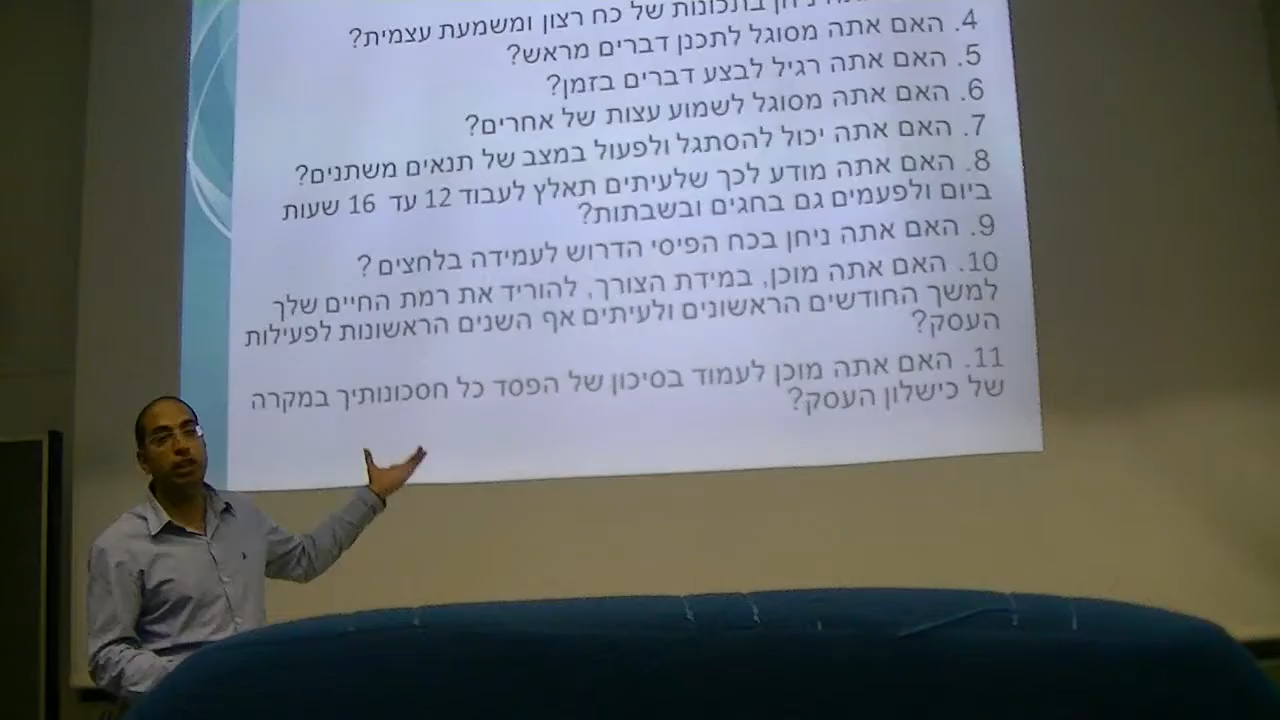 בתכונות של כח רצון ומשמעת עצמית?
4. האם אתה מסוגל לתכנן דברים מראש?
5. האם אתה רגיל לבצע דברים בזמן?
6. האם אתה מסוגל לשמוע עצות של אחרים?
7. האם אתה יכול להסתגל ולפעול במצב של תנאים משתנים?
8. האם אתה מודע לכך שלעיתים תאלץ לעבוד 12 עד 16 שעות
ביום ולפעמים גם בחגים ובשבתות?
9. האם אתה ניחן בכח הפיסי הדרוש לעמידה בלחצים ?
10. האם אתה מוכן, במידת הצורך, להוריד את רמת החיים שלך
למשך החודשים הראשונים ולעיתים אף השנים הראשונות לפעילות
העסק?
11. האם אתה מוכן לעמוד בסיכון של הפסד כל חסכונותיך במקרה
של כישלון העסק?